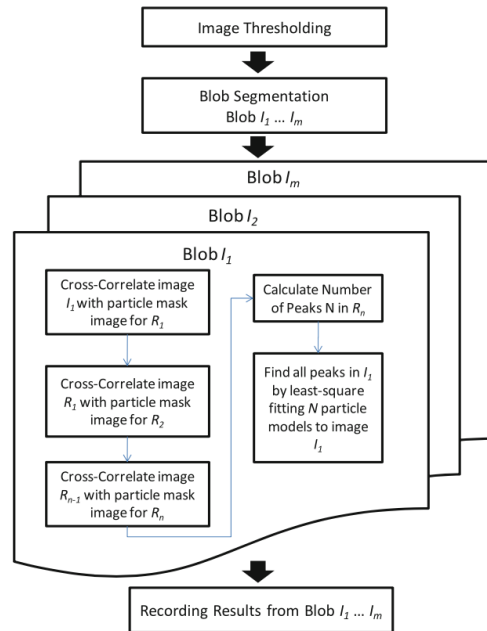 Image Thresholding
Blob Segmentation
Blob I1 ... Im
Blob Im
Blob I2
Blob I1
Cross-Correlate image
I1 with particle mask
image for R1
Cross-Correlate image
R1 with particle mask
image for R2
Cross-Correlate image
Rn-1 with particle mask
image for Rn
Calculate Number
of Peaks N in Rn
Find all peaks in I1
by least-square
fitting N particle
models to image
I1
Recording Results from Blob I1 ... Im